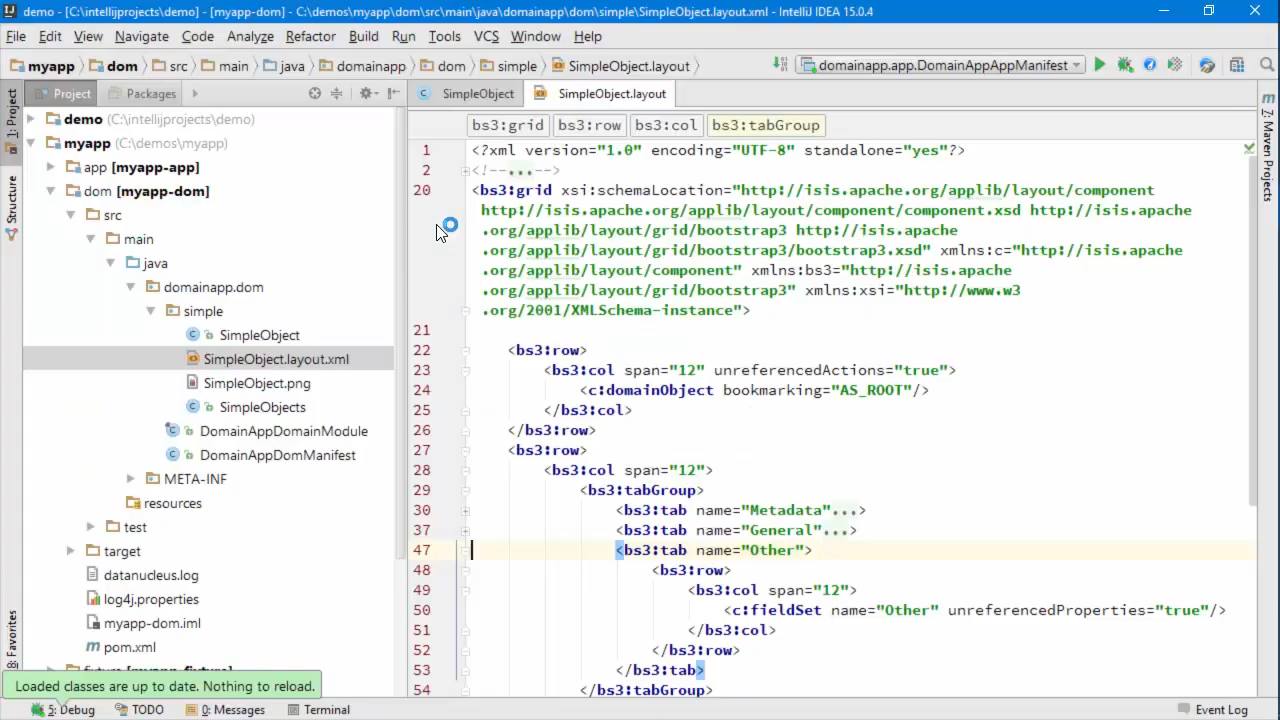 demo - [C:\intellijprojects\demo] - [myapp-dom] - C:\demos\myapp\dom\src\main\java\domainapp\dom\simple\SimpleObject.layout.xml - IntelliJ IDEA 15.0.4
File Edit View Navigate Code Analyze Refactor Build Run Tools VCS Window Help
myapp dom src main java domainapp dom simple SimpleObject.layout domainapp.app.DomainAppAppManifest
1: Project
Structure
8: Favorites
Project Packages
demo (C:\intellijprojects\demo)
myapp (C:\demos\myapp)
app [myapp-app]
dom [myapp-dom]
src
main
java
domainapp.dom
simple
SimpleObject
SimpleObject.layout.xml
SimpleObject.png
SimpleObjects
DomainAppDomainModule
DomainAppDomManifest
META-INF
resources
test
target
datanucleus.log
log4j.properties
myapp-dom.iml
pom.xml
fixture [myapp-fixture]
SimpleObject SimpleObject.layout
bs3:grid bs3:row bs3:col bs3:tabGroup
1 <?xml version="1.0" encoding="UTF-8" standalone="yes"?>
2 <!--...-->
20 <bs3:grid xsi:schemaLocation="http://isis.apache.org/applib/layout/component
http://isis.apache.org/applib/layout/component/component.xsd http://isis.apache
.org/applib/layout/grid/bootstrap3 http://isis.apache
.org/applib/layout/grid/bootstrap3/bootstrap3.xsd" xmlns:c="http://isis.apache
.org/applib/layout/component" xmlns:bs3="http://isis.apache
.org/applib/layout/grid/bootstrap3" xmlns:xsi="http://www.w3
.org/2001/XMLSchema-instance">
21
22 <bs3:row>
23 <bs3:col span="12" unreferencedActions="true">
24 <c:domainObject bookmarking="AS_ROOT"/>
25 </bs3:col>
26 </bs3:row>
27 <bs3:row>
28 <bs3:col span="12">
29 <bs3:tabGroup>
30 <bs3:tab name="Metadata"...>
37 <bs3:tab name="General"...>
47 <bs3:tab name="Other">
48 <bs3:row>
49 <bs3:col span="12">
50 <c:fieldSet name="Other" unreferencedProperties="true"/>
51 </bs3:col>
52 </bs3:row>
53 </bs3:tab>
54 </bs3:tabGroup>
Maven Projects
Loaded classes are up to date. Nothing to reload.
5: Debug TODO 0: Messages Terminal Event Log